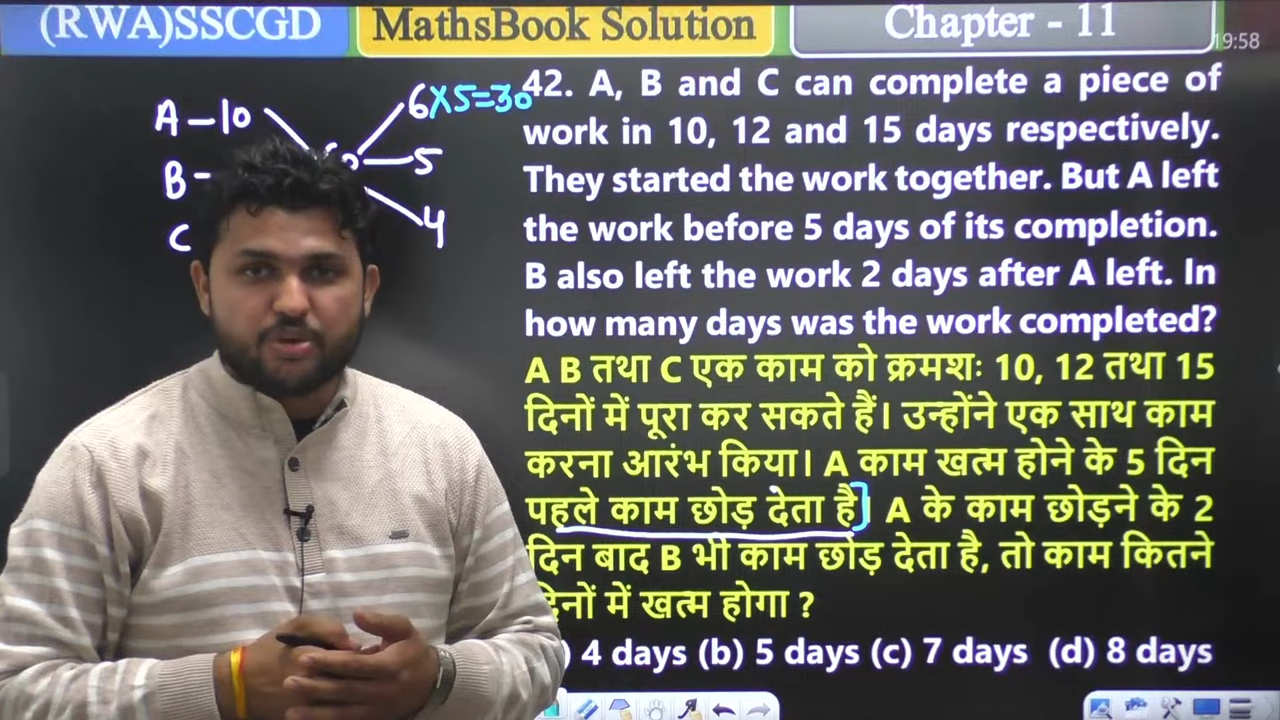 (RWA)SSCGD MathsBook Solution Chapter - 11
19:58
A - 10
B -
C
6×5=30
5
4
42. A, B and C can complete a piece of
work in 10, 12 and 15 days respectively.
They started the work together. But A left
the work before 5 days of its completion.
B also left the work 2 days after A left. In
how many days was the work completed?
A B तथा C एक काम को क्रमशः 10, 12 तथा 15
दिनों में पूरा कर सकते हैं। उन्होंने एक साथ काम
करना आरंभ किया। A काम खत्म होने के 5 दिन
पहले काम छोड़ देता है। A के काम छोड़ने के 2
दिन बाद B भी काम छोड़ देता है, तो काम कितने
दिनों में खत्म होगा ?
) 4 days (b) 5 days (c) 7 days (d) 8 days